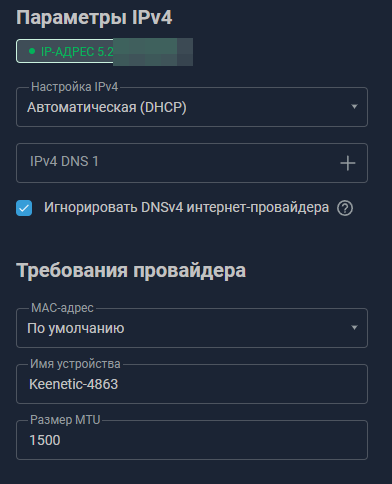 Параметры IPv4
IP-АДРЕС 5.2
Настройка IPv4
Автоматическая (DHCP)
IPv4 DNS 1
Игнорировать DNSv4 интернет-провайдера
Требования провайдера
MAC-адрес
По умолчанию
Имя устройства
Keenetic-4863
Размер MTU
1500